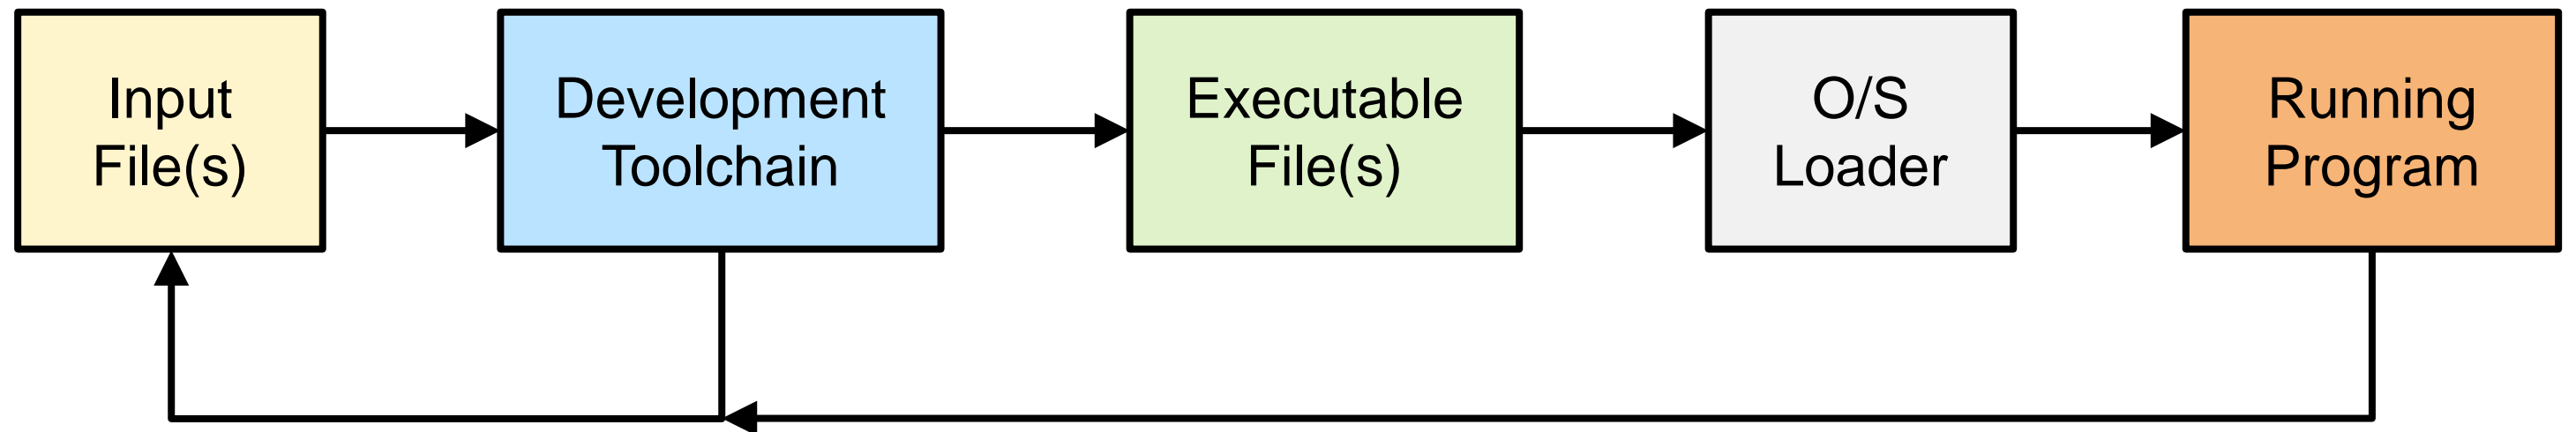 Input
File(s)
Development
Toolchain
Executable
File(s)
O/S
Loader
Running
Program